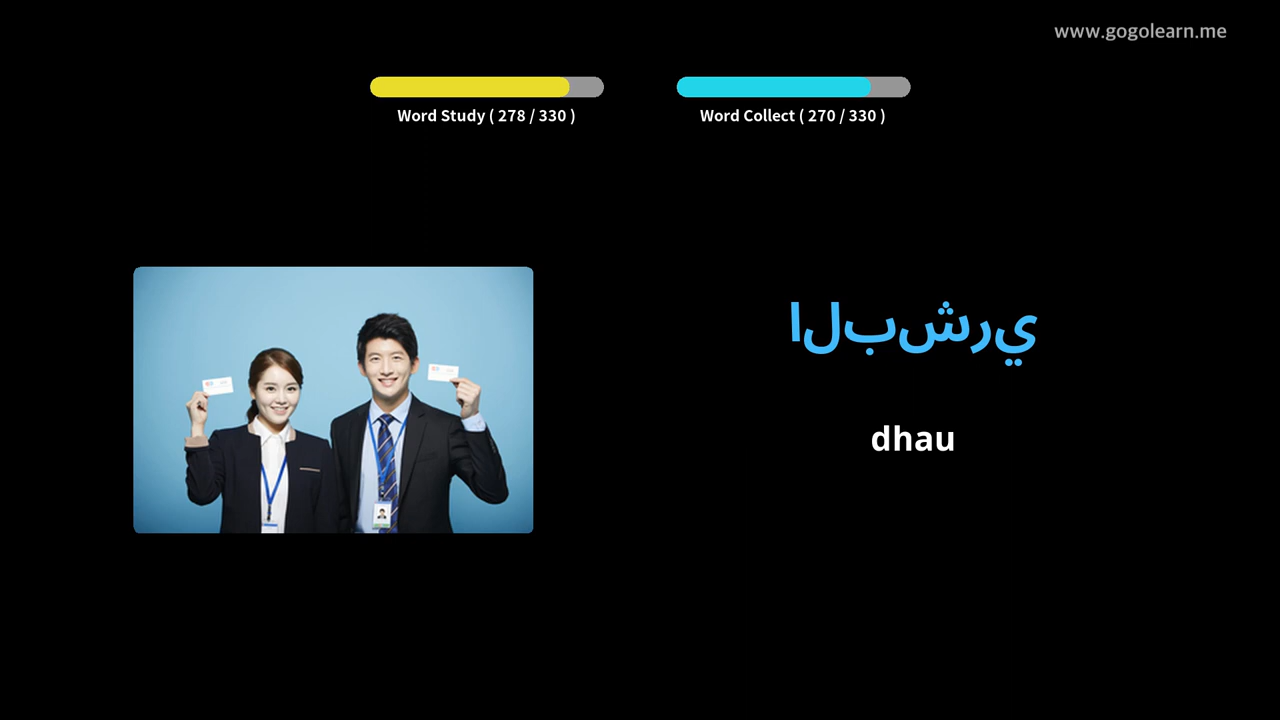 www.gogolearn.me
Word Study ( 278 / 330 )
Word Collect ( 270 / 330 )
البشري
dhau